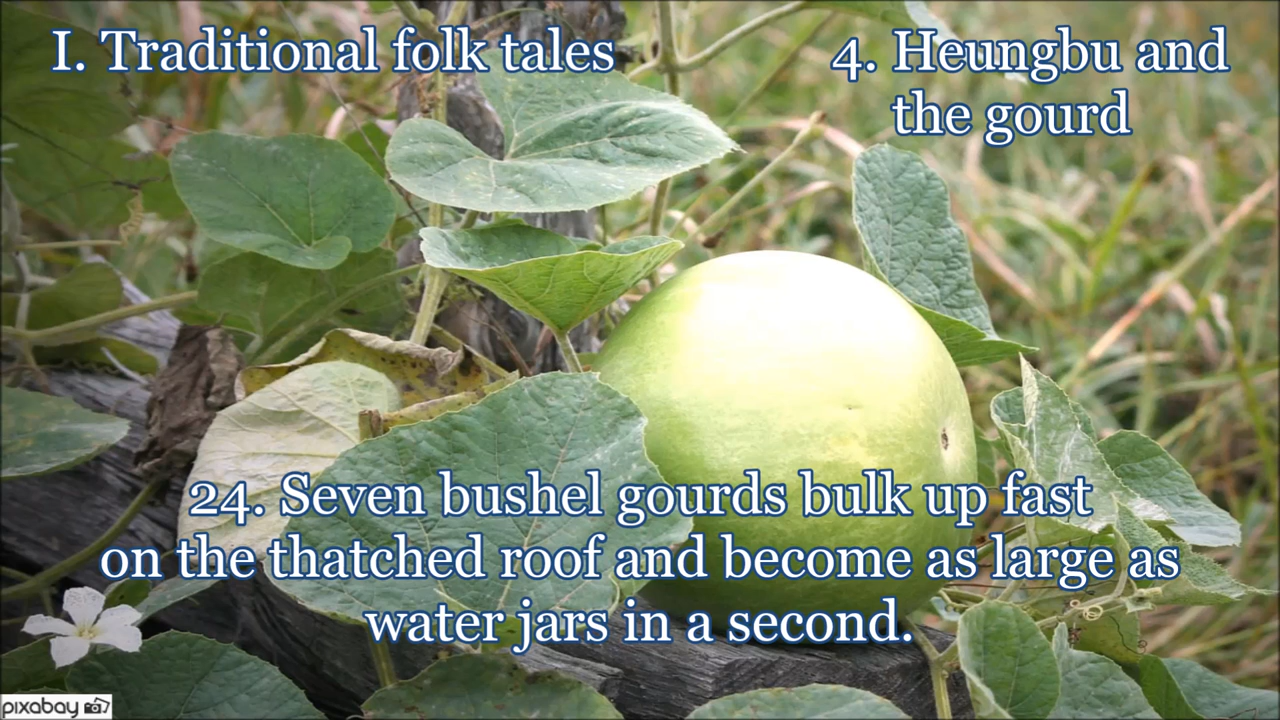 I. Traditional folk tales
4. Heungbu and
the gourd
24. Seven bushel gourds bulk up fast
on the thatched roof and become as large as
water jars in a second.
pixabay